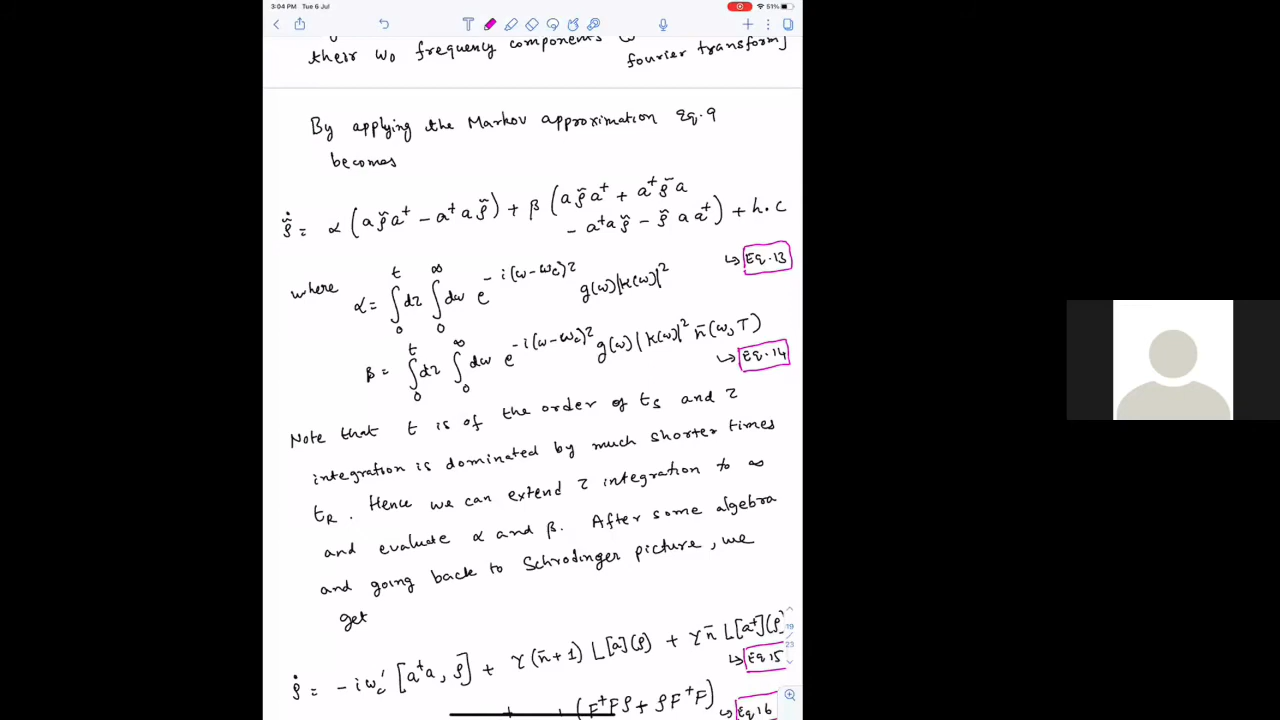 3:04 PM Tue 6 Jul
51%
their ω₀ frequency components
fourier transform]
By applying the Markov approximation Eq.9
becomes
ρ̃̇ = α (a ρ̃ a† − a† a ρ̃) + β (a ρ̃ a† + a† ρ̃ a
− a† a ρ̃ − ρ̃ a a†) + h.c
↳ Eq.13
where α = ∫₀ᵗ dτ ∫₀^∞ dω e^{−i(ω−ω_c)τ} g(ω)|κ(ω)|²
β = ∫₀ᵗ dτ ∫₀^∞ dω e^{−i(ω−ω_c)τ} g(ω)|κ(ω)|² n̄(ω,T)
↳ Eq.14
Note that t is of the order of t_S and τ
integration is dominated by much shorter times
t_R. Hence we can extend τ integration to ∞
and evaluate α and β. After some algebra
and going back to Schrodinger picture, we
get
ρ̇ = −iω_c′ [a†a, ρ] + γ(n̄+1) L[a](ρ) + γn̄ L[a†](ρ)
↳ Eq15
(F†Fρ + ρF†F)
↳ Eq16
19
23